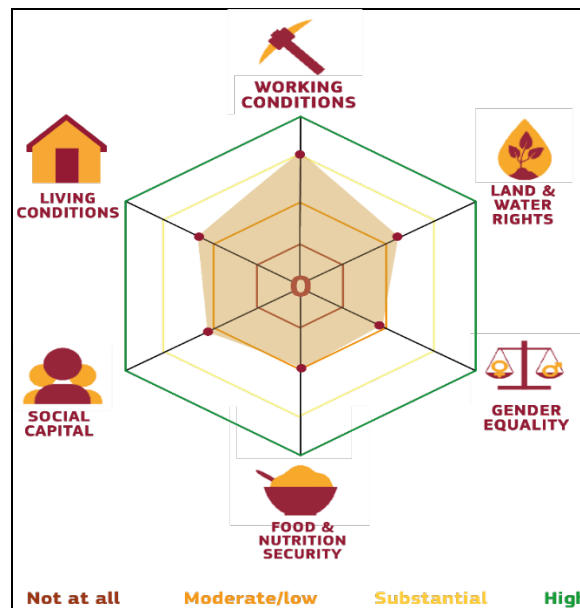 WORKING
CONDITIONS
LIVING
CONDITIONS
LAND &
WATER
RIGHTS
0
SOCIAL
CAPITAL
GENDER
EQUALITY
FOOD &
NUTRITION
SECURITY
Not at all Moderate/low Substantial High